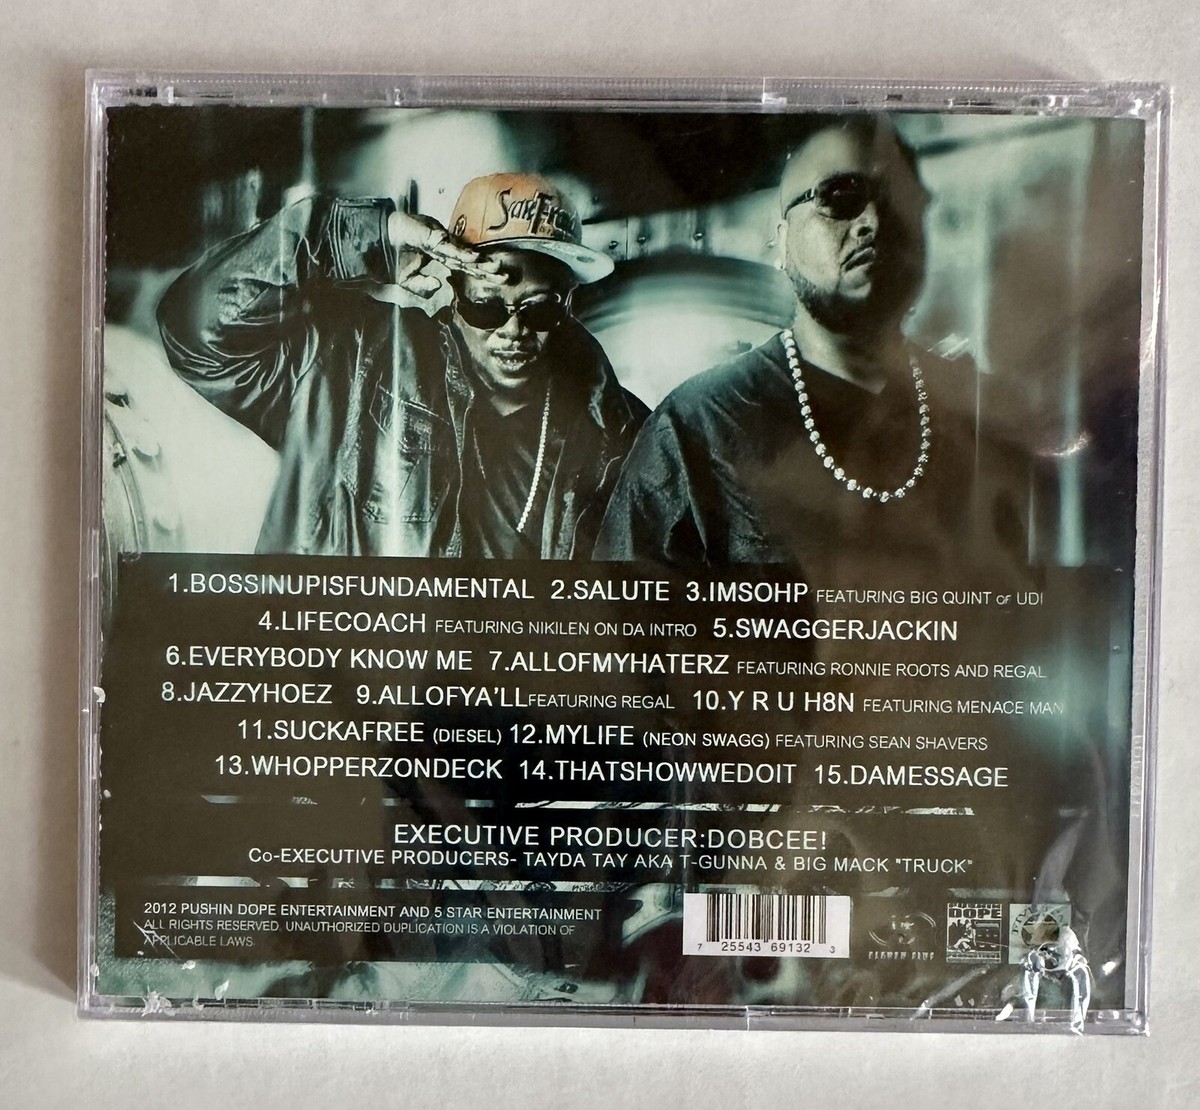 San Fran
1.BOSSINUPISFUNDAMENTAL 2.SALUTE 3.IMSOHP FEATURING BIG QUINT OF UDI
4.LIFECOACH FEATURING NIKILEN ON DA INTRO 5.SWAGGERJACKIN
6.EVERYBODY KNOW ME 7.ALLOFMYHATERZ FEATURING RONNIE ROOTS AND REGAL
8.JAZZYHOEZ 9.ALLOFYA'LL FEATURING REGAL 10.Y R U H8N FEATURING MENACE MAN
11.SUCKAFREE (DIESEL) 12.MYLIFE (NEON SWAGG) FEATURING SEAN SHAVERS
13.WHOPPERZONDECK 14.THATSHOWWEDOIT 15.DAMESSAGE
EXECUTIVE PRODUCER:DOBCEE!
Co-EXECUTIVE PRODUCERS- TAYDA TAY AKA T-GUNNA & BIG MACK "TRUCK"
2012 PUSHIN DOPE ENTERTAINMENT AND 5 STAR ENTERTAINMENT
ALL RIGHTS RESERVED. UNAUTHORIZED DUPLICATION IS A VIOLATION OF
APPLICABLE LAWS.
7 25543 69132 3
DOPE